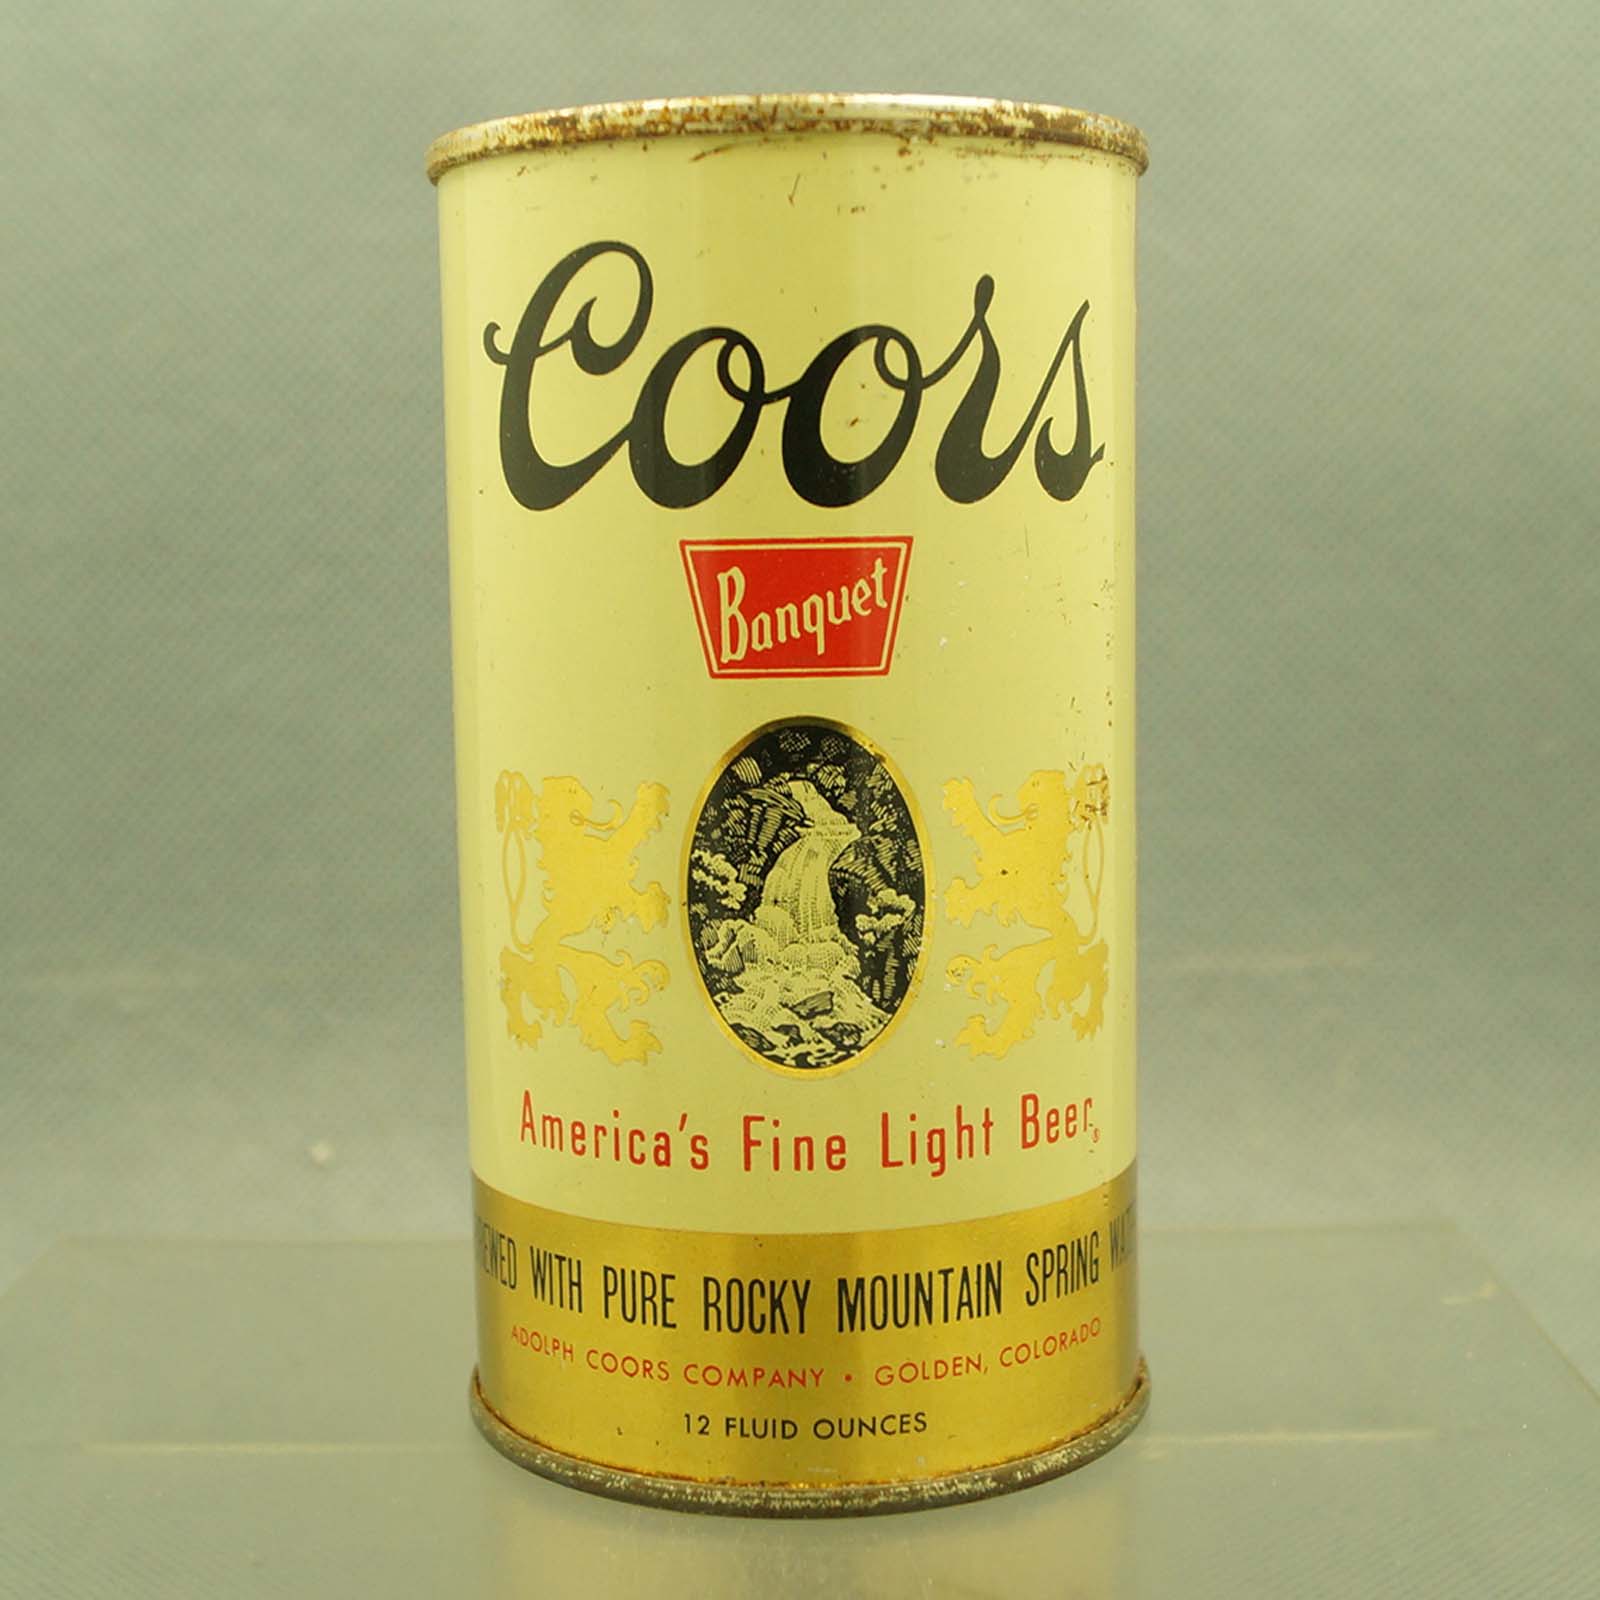 Coors
Banquet
America's Fine Light Beer.®
WITH PURE ROCKY MOUNTAIN SPRING
ADOLPH COORS COMPANY • GOLDEN, COLORADO
12 FLUID OUNCES